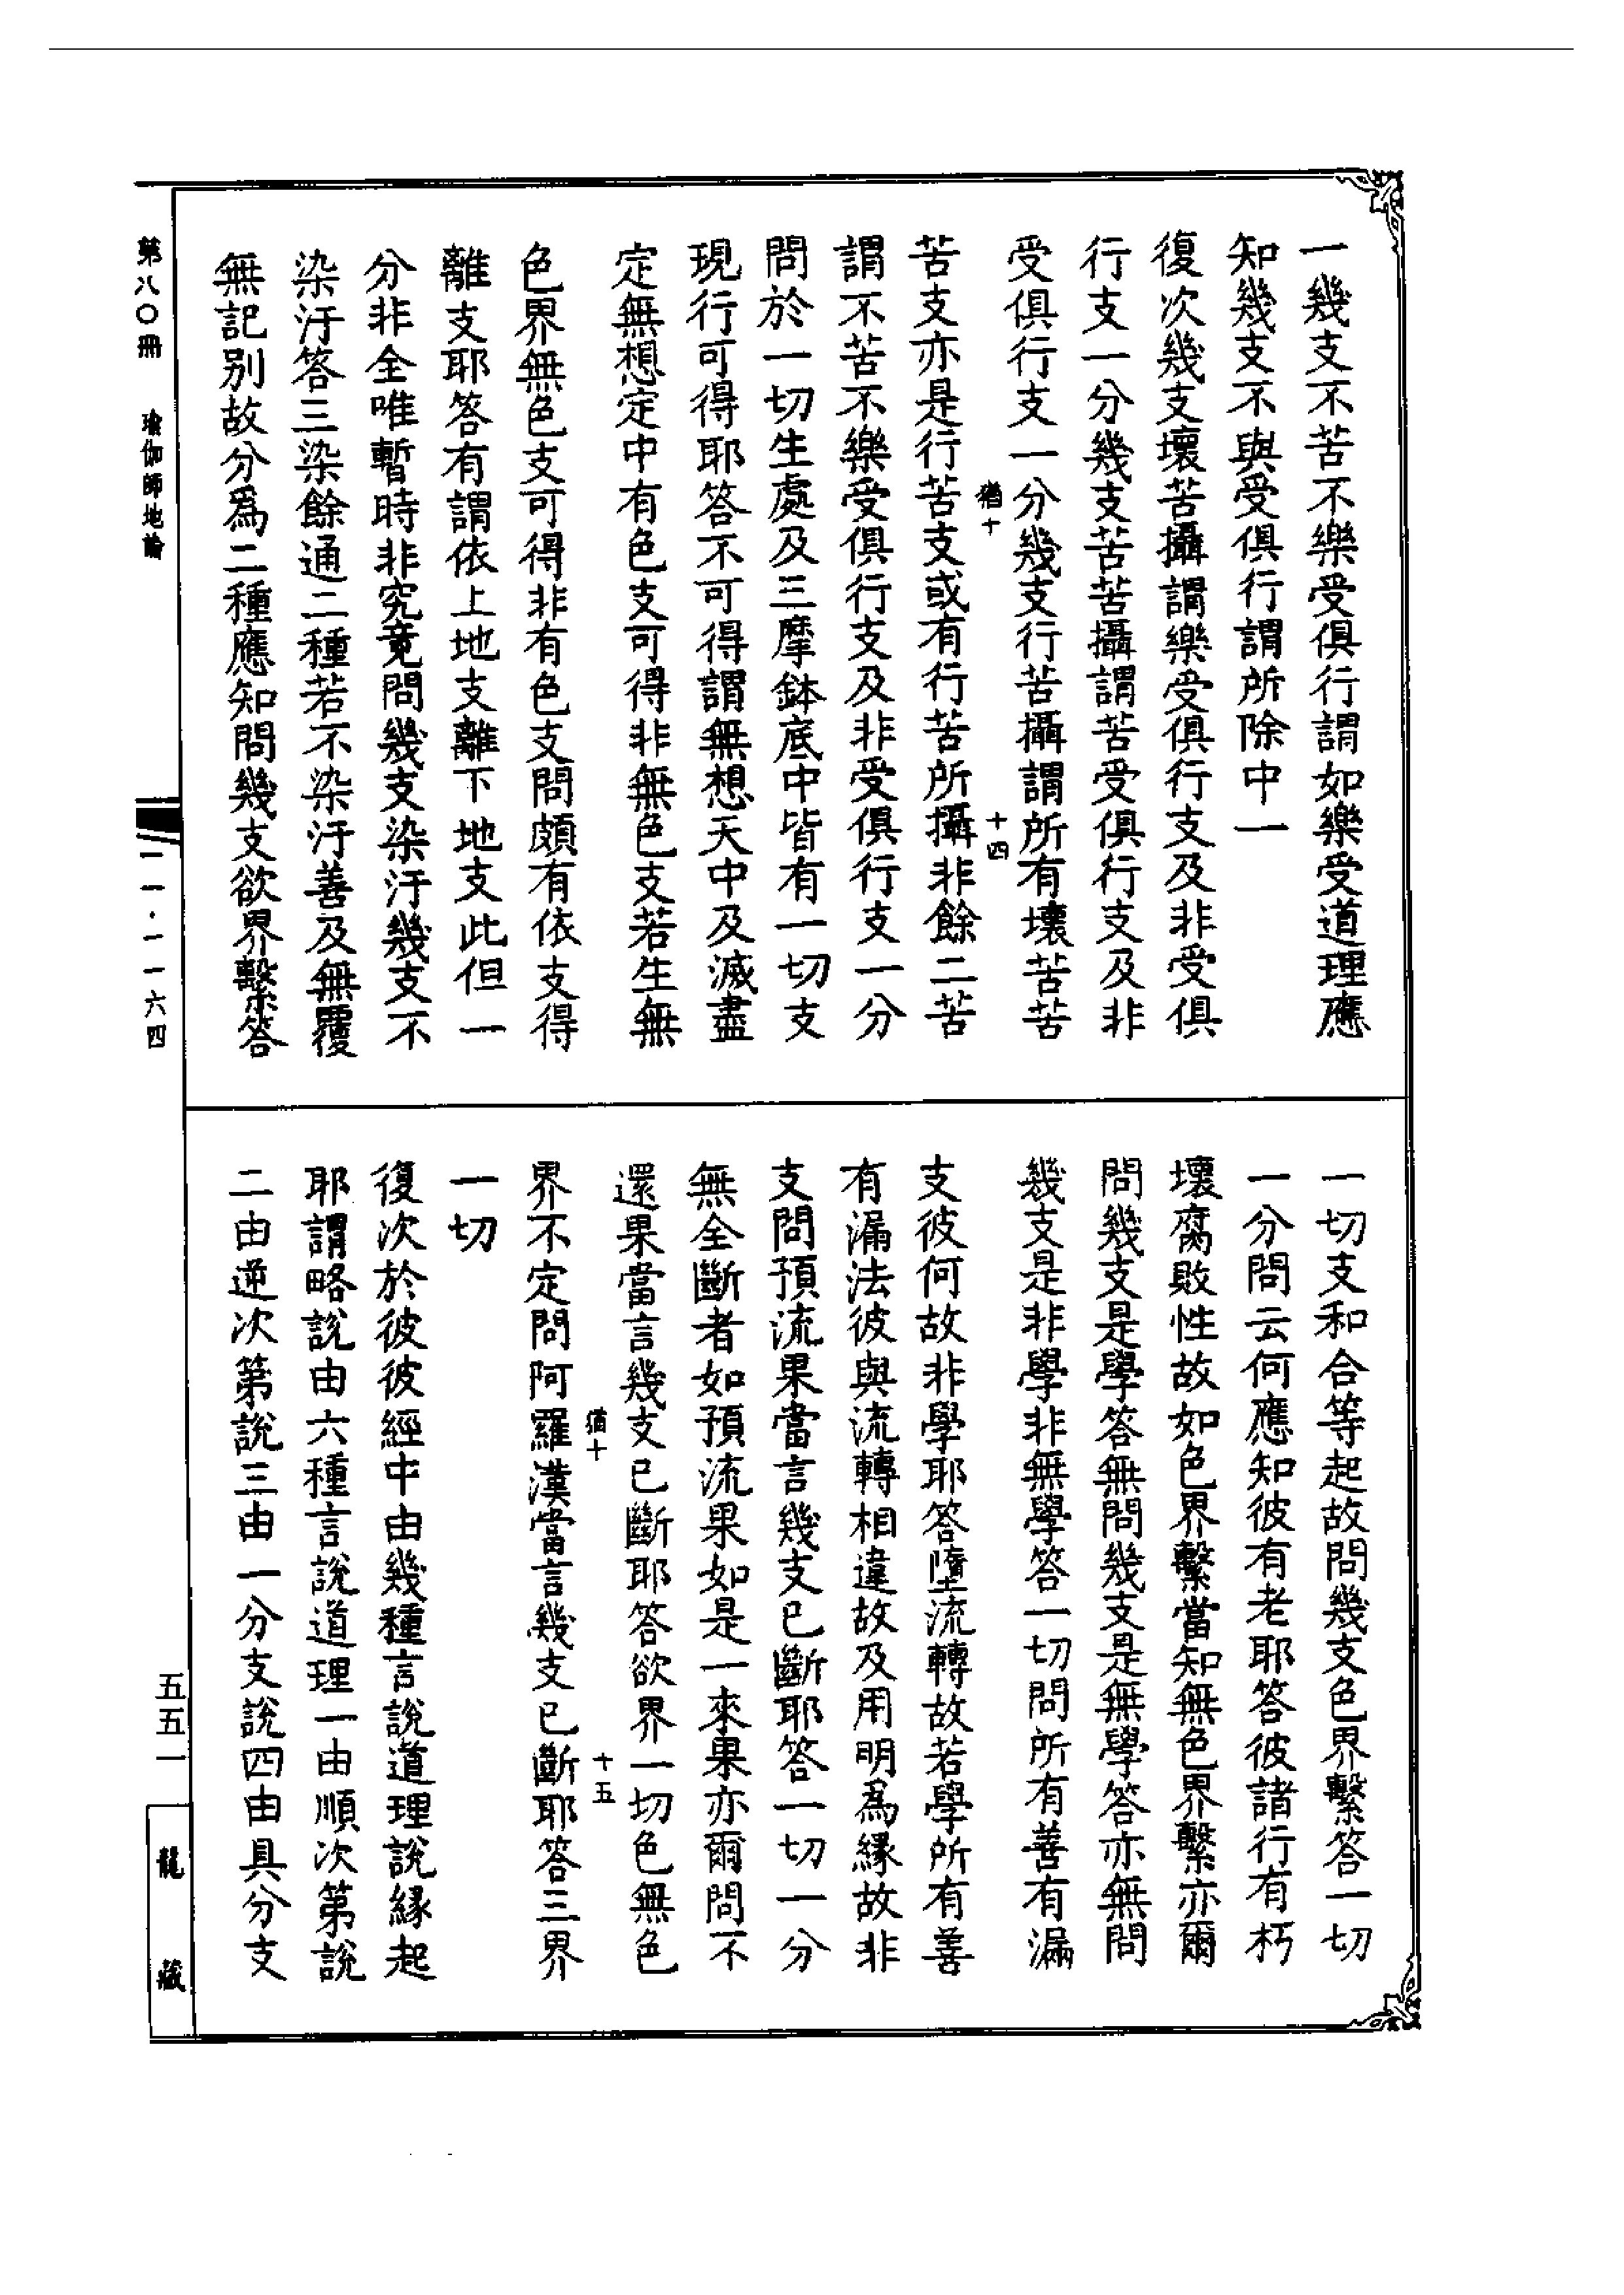 一幾支不苦不樂受俱行謂如樂受道理應
知幾支不與受俱行謂所除中一
復次幾支壞苦攝謂樂受俱行支及非受俱
行支一分幾支苦苦攝謂苦受俱行支及非
受俱行支一分幾支行苦攝謂所有壞苦苦
猶十
十四
苦支亦是行苦支或有行苦所攝非餘二苦
謂不苦不樂受俱行支及非受俱行支一分
問於一切生處及三摩鉢底中皆有一切支
現行可得耶答不可得謂無想天中及滅盡
定無想定中有色支可得非無色支若生無
色界無色支可得非有色支問頗有依支得
離支耶答有謂依上地支離下地支此但一
分非全唯暫時非究竟問幾支染汙幾支不
染汙答三染餘通二種若不染汙善及無覆
無記別故分爲二種應知問幾支欲界繫答
一切支和合等起故問幾支色界繫答一切
一分問云何應知彼有老耶答彼諸行有朽
壞腐敗性故如色界繫當知無色界繫亦爾
問幾支是學答無問幾支是無學答亦無問
幾支是非學非無學答一切問所有善有漏
支彼何故非學耶答墮流轉故若學所有善
有漏法彼與流轉相違故及用明爲緣故非
支問預流果當言幾支已斷耶答一切一分
無全斷者如預流果如是一來果亦爾問不
還果當言幾支已斷耶答欲界一切色無色
猶十
十五
界不定問阿羅漢當言幾支已斷耶答三界
一切
復次於彼彼經中由幾種言說道理說緣起
耶謂略說由六種言說道理一由順次第說
二由逆次第說三由一分支說四由具分支
第八〇冊 瑜伽師地論
一一·一一六四
五五一
龍藏